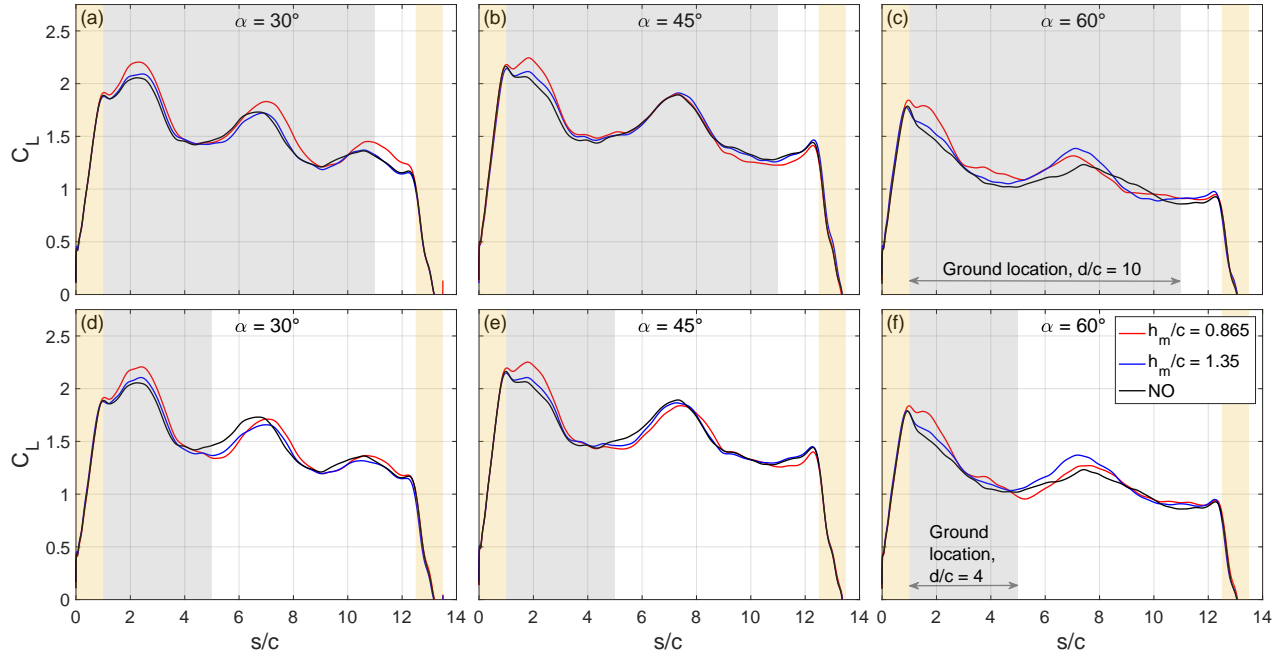 (a)
α = 30°
(b)
α = 45°
(c)
α = 60°
2.5
2
1.5
1
0.5
0
C_L
Ground location, d/c = 10
(d)
α = 30°
(e)
α = 45°
(f)
α = 60°
2.5
2
1.5
1
0.5
0
C_L
h_m/c = 0.865
h_m/c = 1.35
NO
Ground
location,
d/c = 4
0 2 4 6 8 10 12 14
0 2 4 6 8 10 12 14
0 2 4 6 8 10 12 14
s/c
s/c
s/c